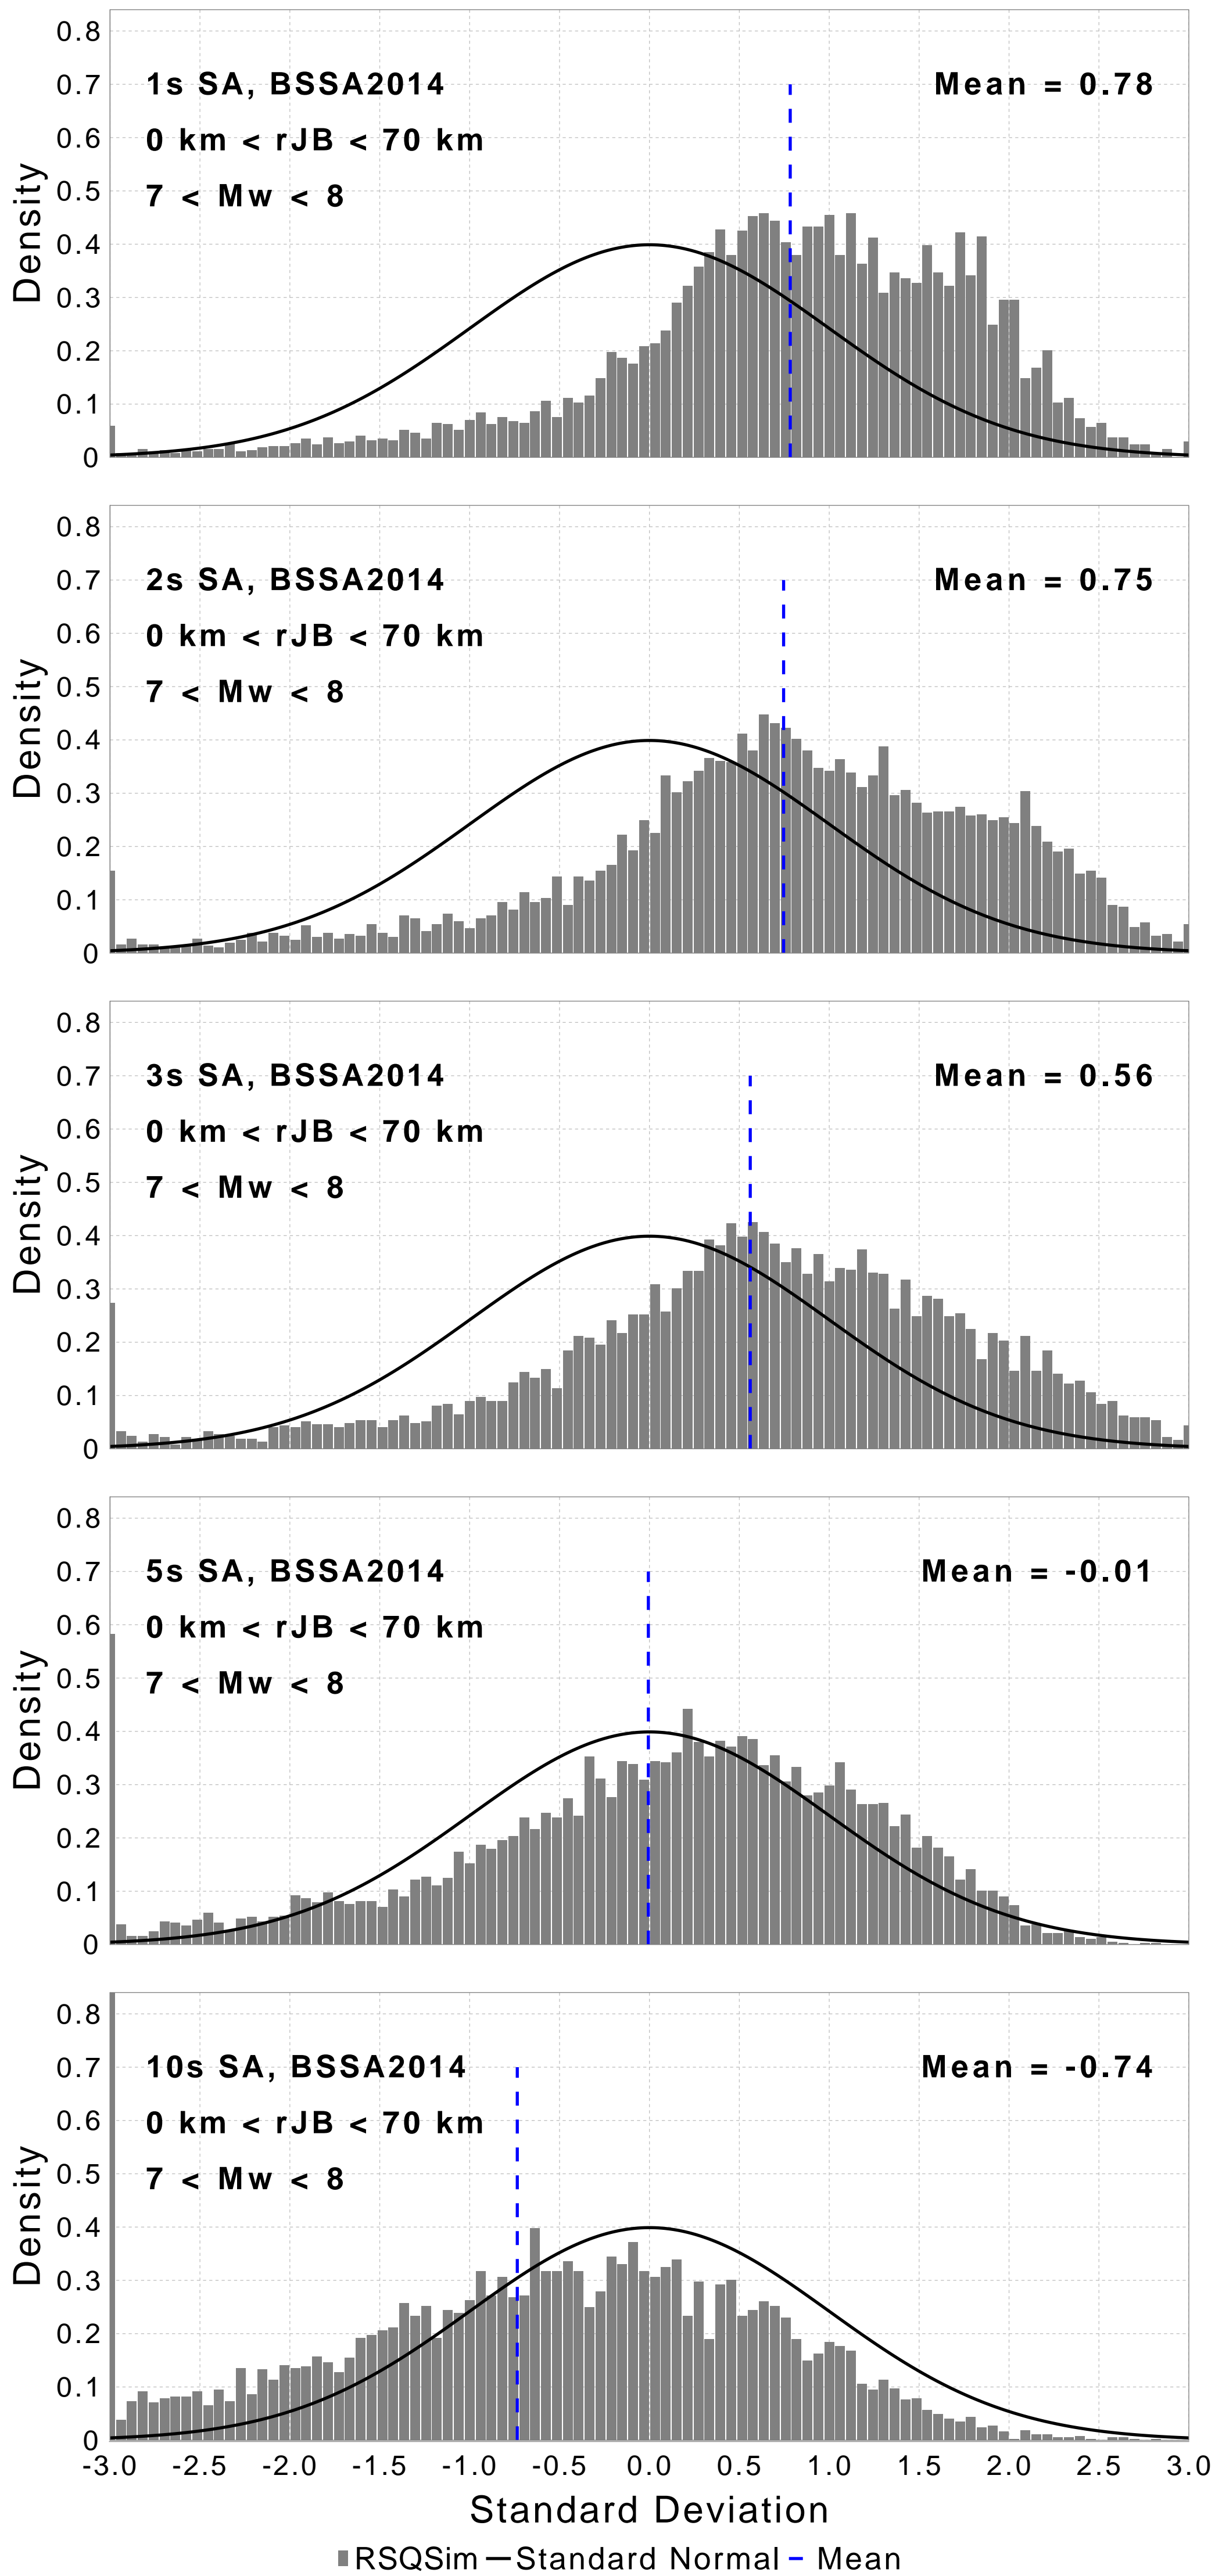 0.8
1s SA, BSSA2014 Mean = 0.78
0.7
0 km < rJB < 70 km
0.6
7 < Mw < 8
0.5
0.4
0.3
0.2
0.1
0
Density
0.8
2s SA, BSSA2014 Mean = 0.75
0.7
0 km < rJB < 70 km
0.6
7 < Mw < 8
0.5
0.4
0.3
0.2
0.1
0
Density
0.8
3s SA, BSSA2014 Mean = 0.56
0.7
0 km < rJB < 70 km
0.6
7 < Mw < 8
0.5
0.4
0.3
0.2
0.1
0
Density
0.8
5s SA, BSSA2014 Mean = -0.01
0.7
0 km < rJB < 70 km
0.6
7 < Mw < 8
0.5
0.4
0.3
0.2
0.1
0
Density
0.8
10s SA, BSSA2014 Mean = -0.74
0.7
0 km < rJB < 70 km
0.6
7 < Mw < 8
0.5
0.4
0.3
0.2
0.1
0
Density
-3.0 -2.5 -2.0 -1.5 -1.0 -0.5 0.0 0.5 1.0 1.5 2.0 2.5 3.0
Standard Deviation
RSQSim Standard Normal Mean